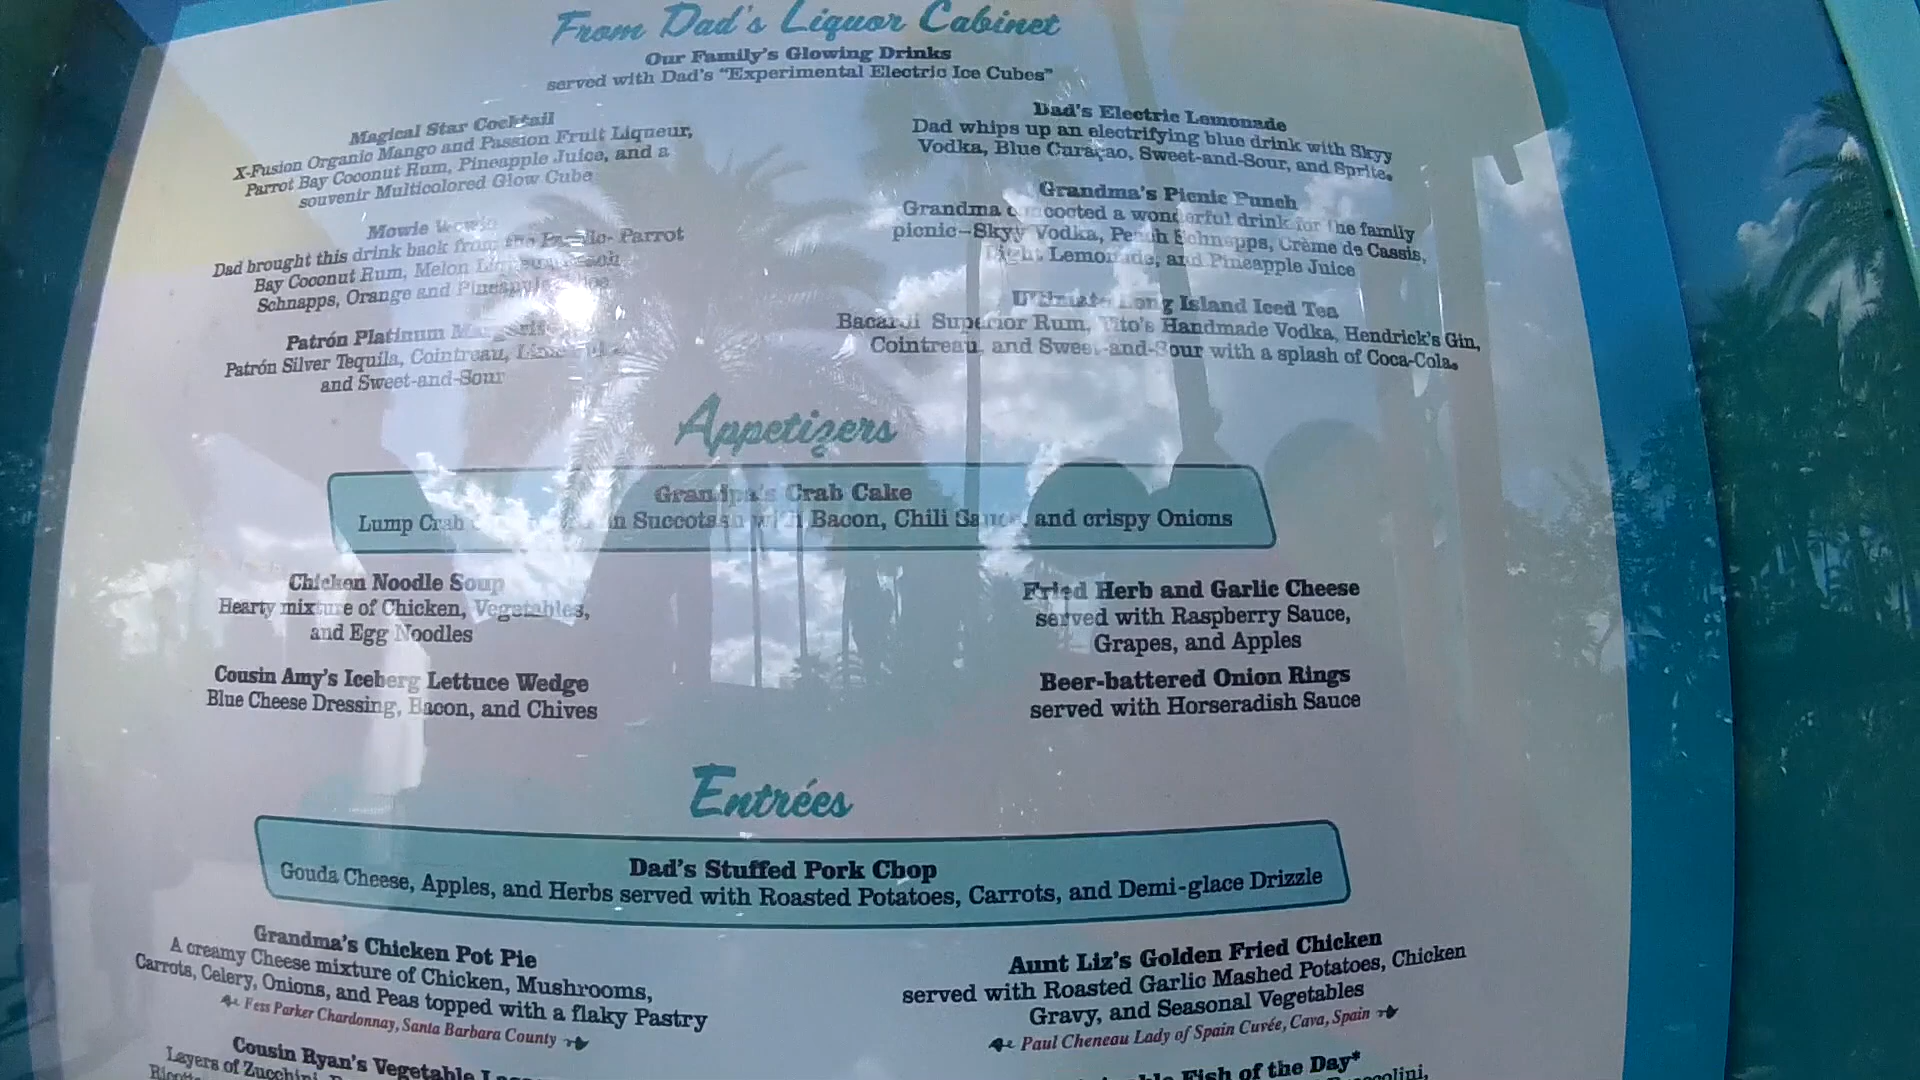 From Dad's Liquor Cabinet
Our Family's Glowing Drinks
served with Dad's "Experimental Electric Ice Cubes"
Magical Star Cocktail
X-Fusion Organic Mango and Passion Fruit Liqueur,
Parrot Bay Coconut Rum, Pineapple Juice, and a
souvenir Multicolored Glow Cube
Mowie Wowie
Dad brought this drink back from the Pacific- Parrot
Bay Coconut Rum, Melon Liqueur,
Schnapps, Orange and Pineapple
Patrón Platinum Margarita
Patrón Silver Tequila, Cointreau, Lime
and Sweet-and-Sour
Dad's Electric Lemonade
Dad whips up an electrifying blue drink with Skyy
Vodka, Blue Curaçao, Sweet-and-Sour, and Sprite.
Grandma's Picnic Punch
Grandma concocted a wonderful drink for the family
picnic–Skyy Vodka, Peach Schnapps, Crème de Cassis,
Light Lemonade, and Pineapple Juice
Ultimate Long Island Iced Tea
Bacardi Superior Rum, Tito's Handmade Vodka, Hendrick's Gin,
Cointreau, and Sweet-and-Sour with a splash of Coca-Cola.
Appetizers
Grandpa's Crab Cake
Lump Crab in Succotash with Bacon, Chili Sauce, and crispy Onions
Chicken Noodle Soup
Hearty mixture of Chicken, Vegetables,
and Egg Noodles
Cousin Amy's Iceberg Lettuce Wedge
Blue Cheese Dressing, Bacon, and Chives
Fried Herb and Garlic Cheese
served with Raspberry Sauce,
Grapes, and Apples
Beer-battered Onion Rings
served with Horseradish Sauce
Entrées
Dad's Stuffed Pork Chop
Gouda Cheese, Apples, and Herbs served with Roasted Potatoes, Carrots, and Demi-glace Drizzle
Grandma's Chicken Pot Pie
A creamy Cheese mixture of Chicken, Mushrooms,
Carrots, Celery, Onions, and Peas topped with a flaky Pastry
Fess Parker Chardonnay, Santa Barbara County
Cousin Ryan's Vegetable
Layers of Zucchini,
Aunt Liz's Golden Fried Chicken
served with Roasted Garlic Mashed Potatoes, Chicken
Gravy, and Seasonal Vegetables
Paul Cheneau Lady of Spain Cuvée, Cava, Spain
Fish of the Day*